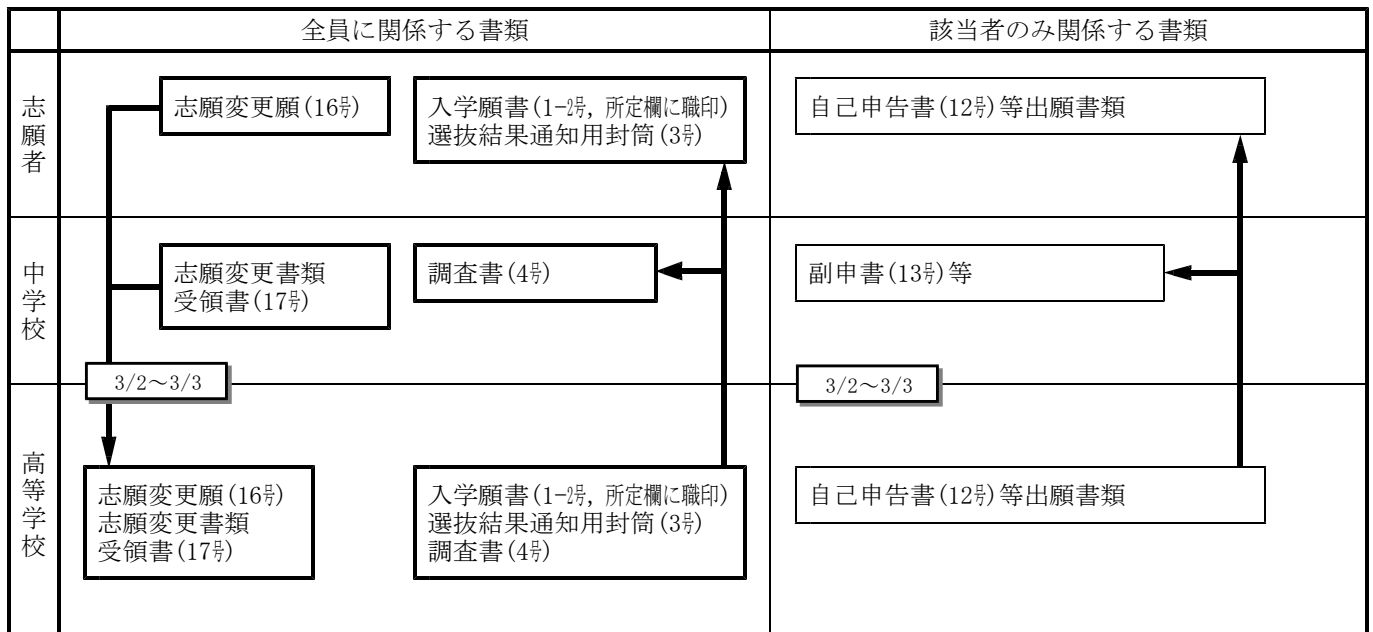 全員に関係する書類
該当者のみ関係する書類
志願者
志願変更願(16号)
入学願書(1-2号, 所定欄に職印)
選抜結果通知用封筒(3号)
自己申告書(12号)等出願書類
中学校
志願変更書類
受領書(17号)
調査書(4号)
副申書(13号)等
3/2～3/3
3/2～3/3
高等学校
志願変更願(16号)
志願変更書類
受領書(17号)
入学願書(1-2号, 所定欄に職印)
選抜結果通知用封筒(3号)
調査書(4号)
自己申告書(12号)等出願書類